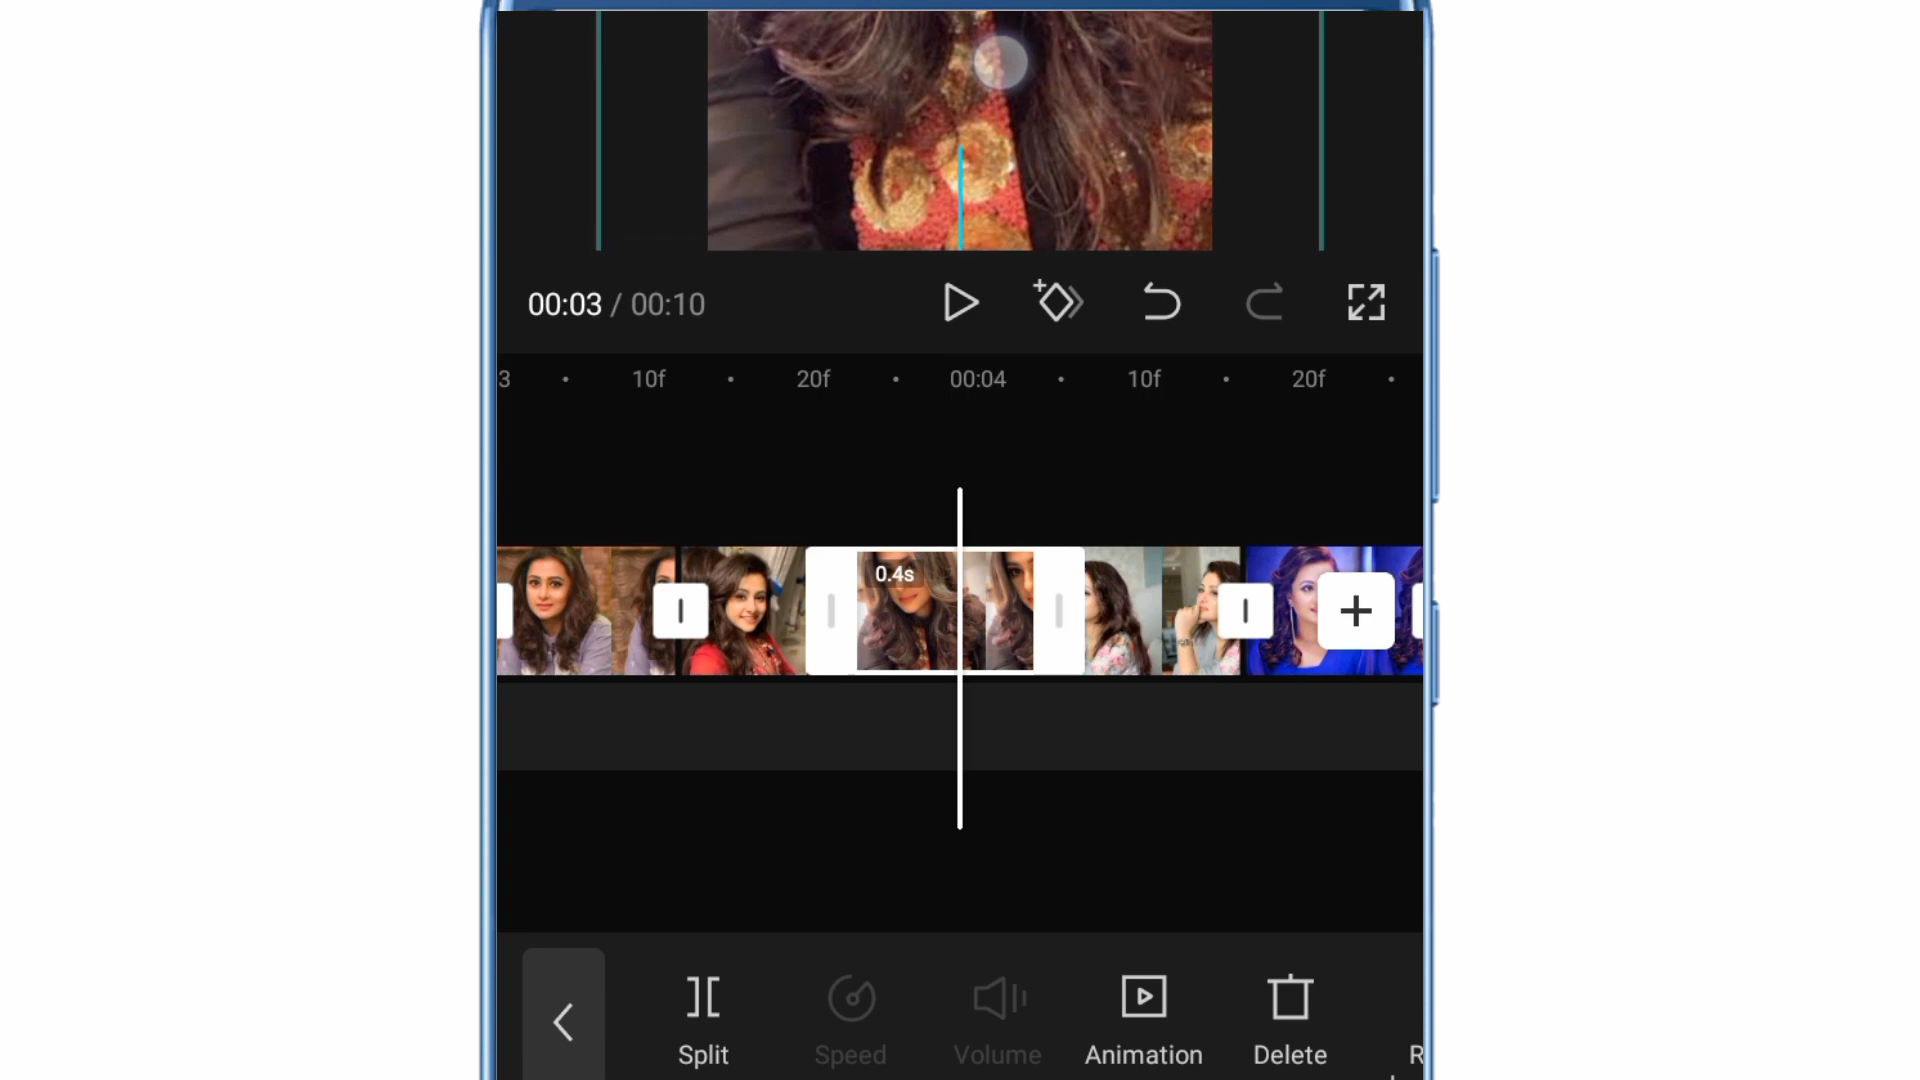 00:03 / 00:10
3 10f 20f 00:04 10f 20f
0.4s
Split Speed Volume Animation Delete R